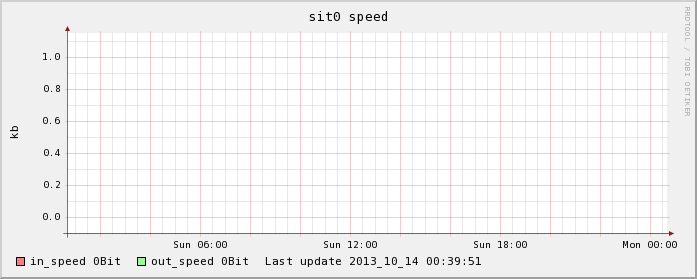 sit0 speed
RRDTOOL / TOBI OETIKER
kb
1.0
0.8
0.6
0.4
0.2
0.0
Sun 06:00 Sun 12:00 Sun 18:00 Mon 00:00
in_speed 0Bit out_speed 0Bit Last update 2013_10_14 00:39:51